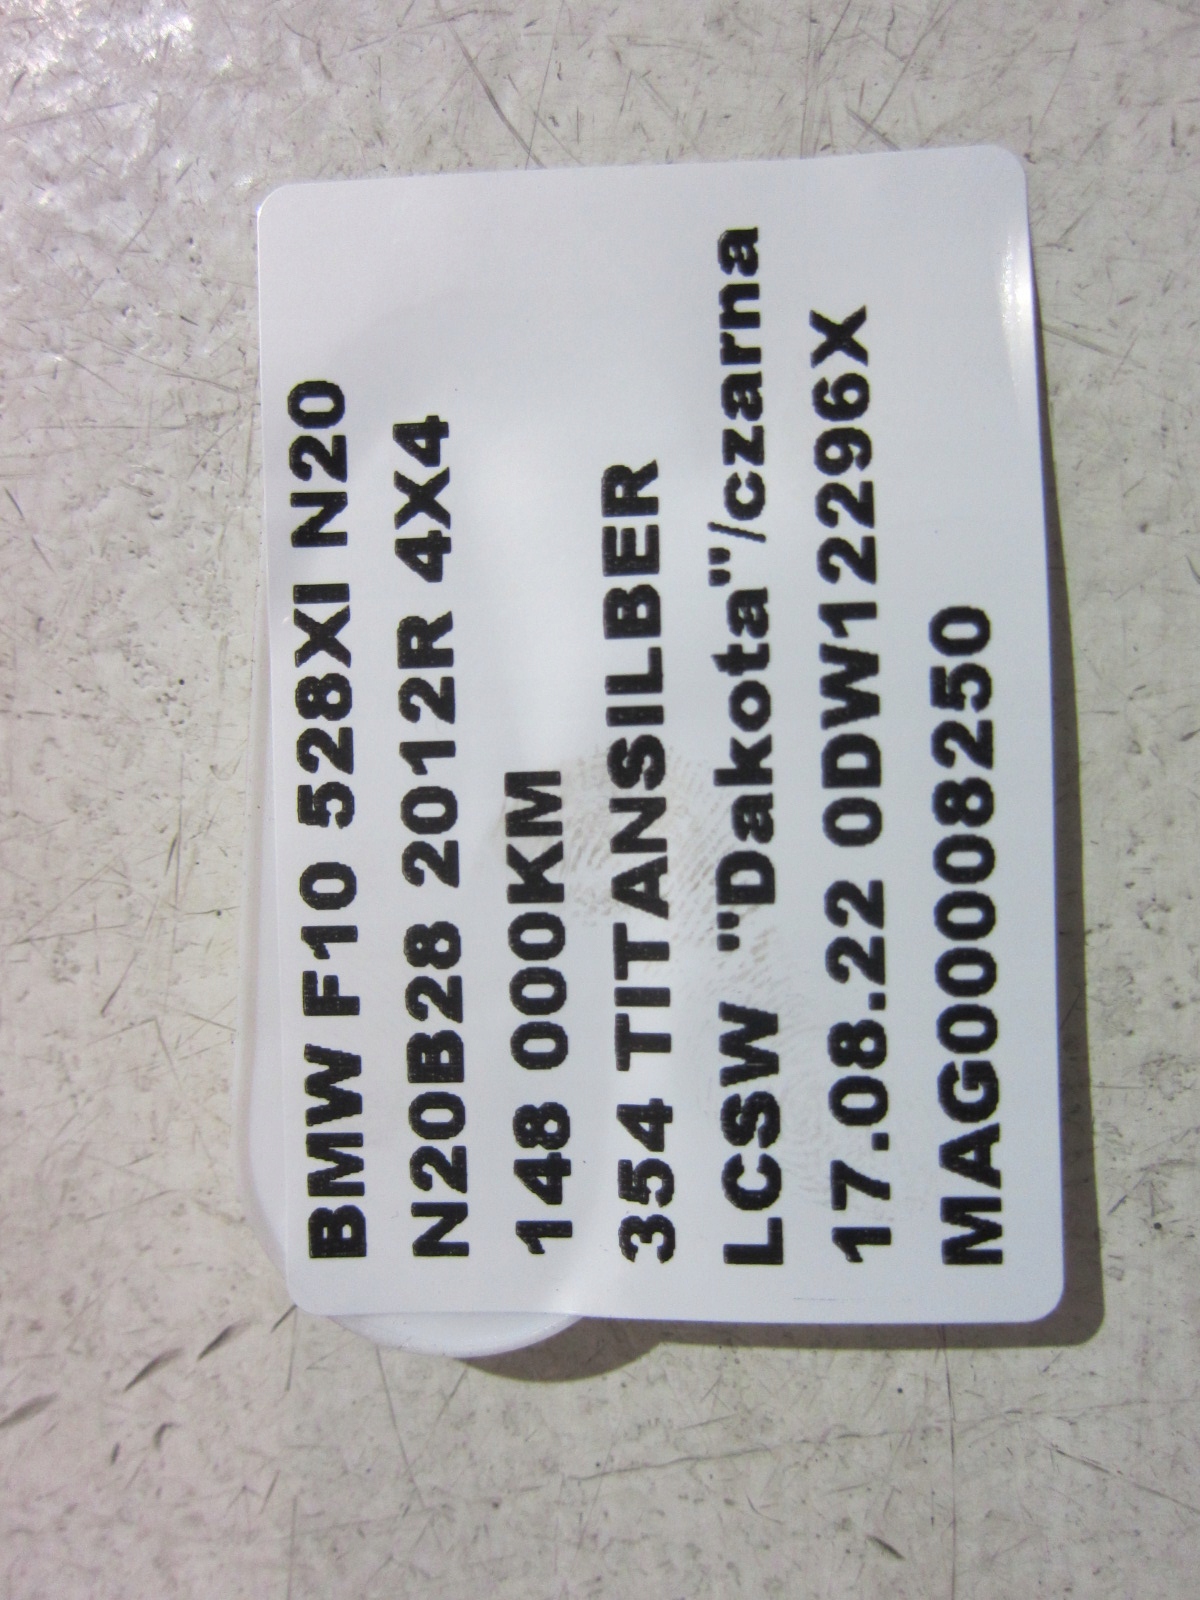 BMW F10 528XI N20
N20B28 2012R 4X4
148 000KM
354 TITANSILBER
LCSW "Dakota"/czarna
17.08.22 0DW12296X
MAG00008250